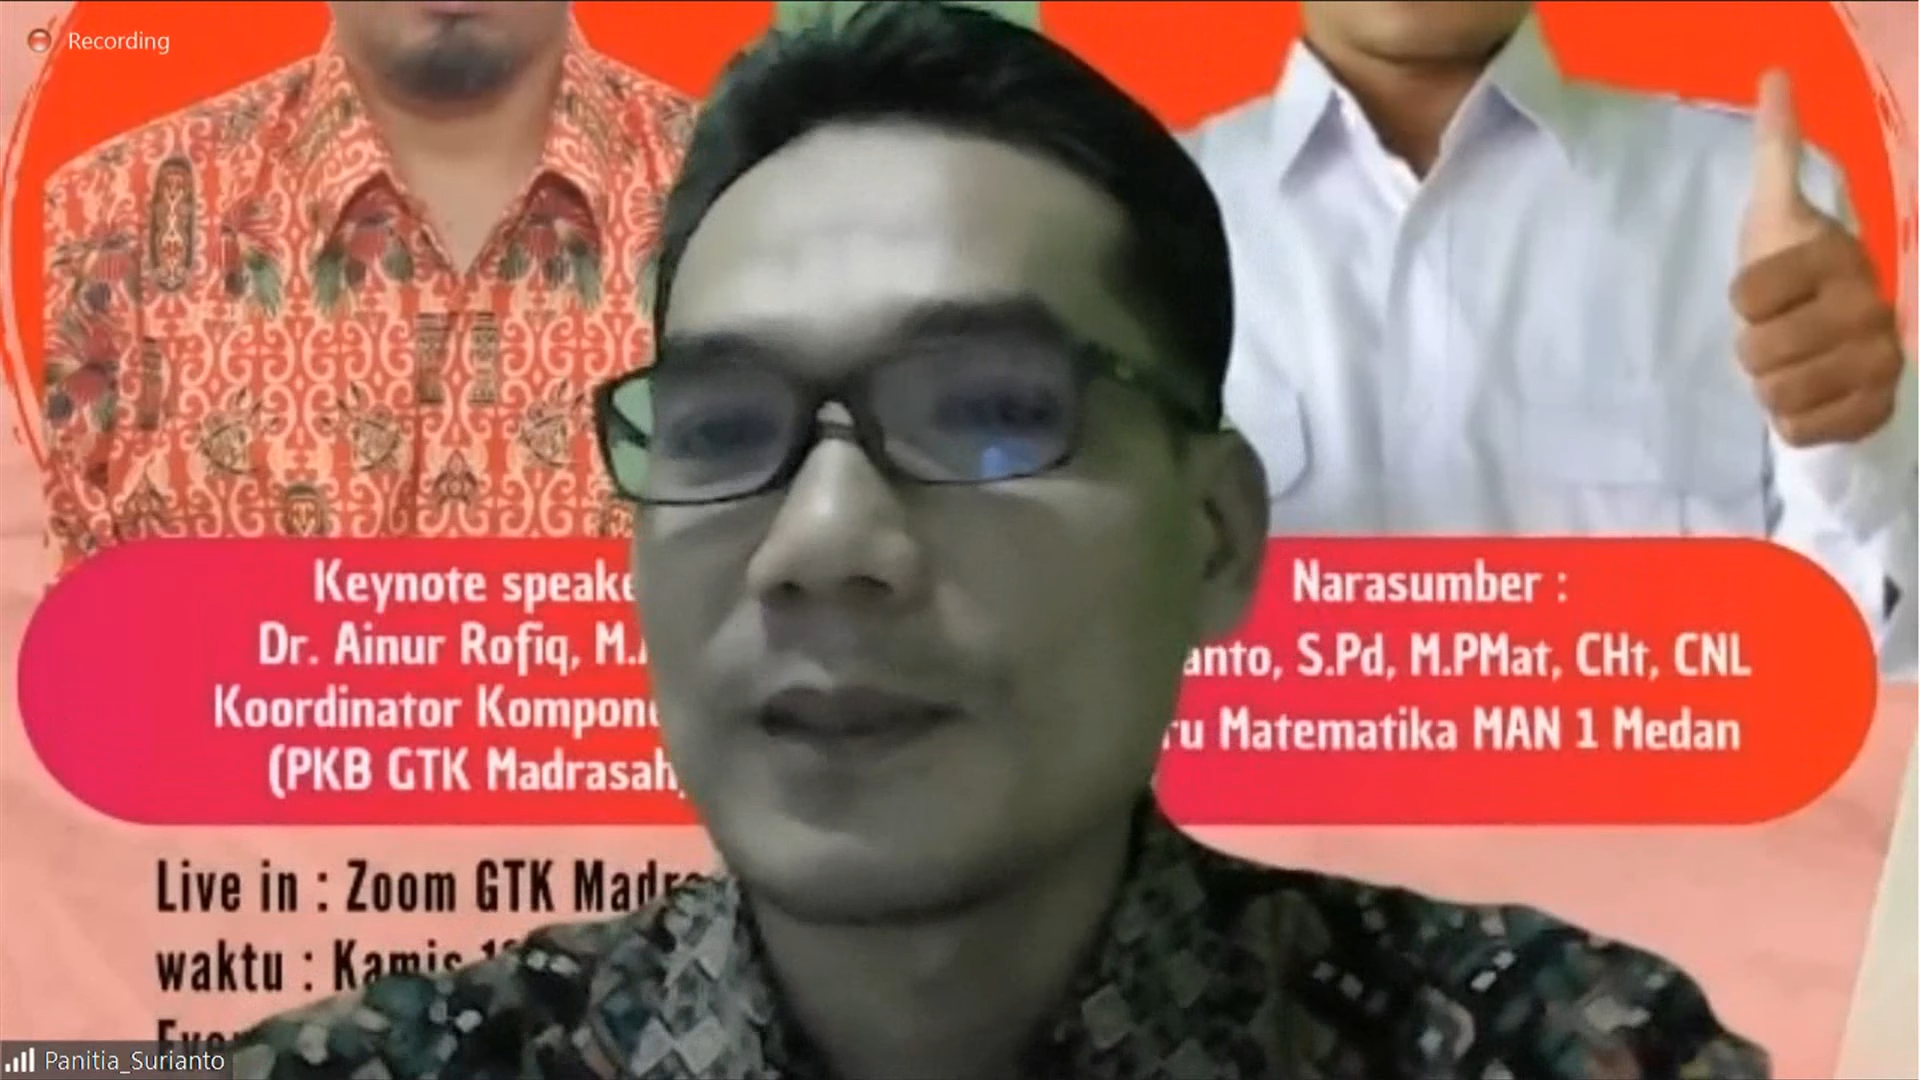 Recording
Keynote speake
Dr. Ainur Rofiq, M.
Koordinator Kompon
(PKB GTK Madrasah
Narasumber :
anto, S.Pd, M.PMat, CHt, CNL
ru Matematika MAN 1 Medan
Live in : Zoom GTK Madra
waktu : Kamis
Panitia_Surianto